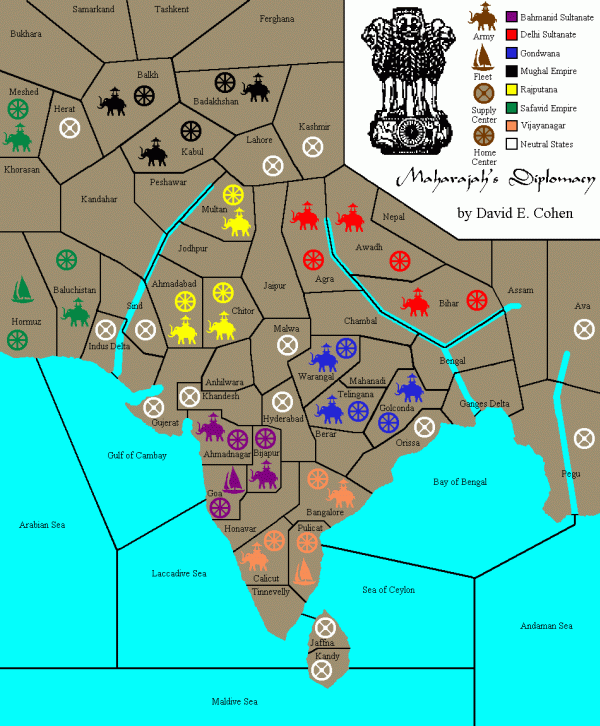 Samarkand
Tashkent
Bukhara
Ferghana
Army
Bahmanid Sultanate
Delhi Sultanate
Fleet
Gondwana
Mughal Empire
Supply
Center
Rajputana
Safavid Empire
Home
Center
Vijayanagar
Neutral States
Maharajah's Diplomacy
by David E. Cohen
Meshed
Balkh
Badakhshan
Herat
Kashmir
Lahore
Kabul
Khorasan
Peshawar
Kandahar
Multan
Nepal
Awadh
Jodhpur
Agra
Baluchistan
Ahmadabad
Jaipur
Assam
Sind
Chitor
Bihar
Ava
Hormuz
Chambal
Malwa
Indus Delta
Bengal
Warangal
Mahanadi
Anhilwara
Khandesh
Telingana
Ganges Delta
Golconda
Gujerat
Hyderabad
Berar
Orissa
Gulf of Cambay
Ahmadnagar
Bijapur
Pegu
Bay of Bengal
Goa
Bangalore
Arabian Sea
Honavar
Pulicat
Laccadive Sea
Calicut
Tinnevelly
Sea of Ceylon
Andaman Sea
Jaffna
Kandy
Maldive Sea